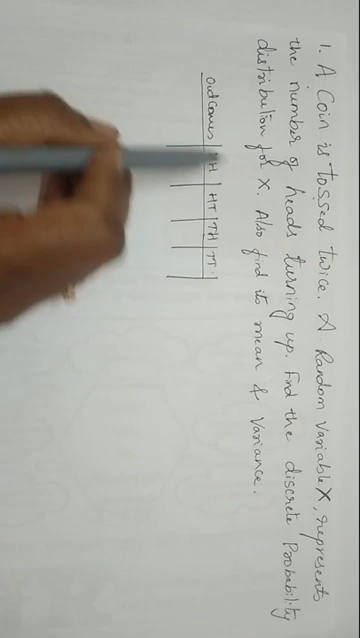 1. A Coin is tossed twice. A Random Variable X, represents
the number of heads turning up. Find the discrete Probability
distribution for X. Also find its mean & Variance.
Outcomes | HH | HT | TH | TT